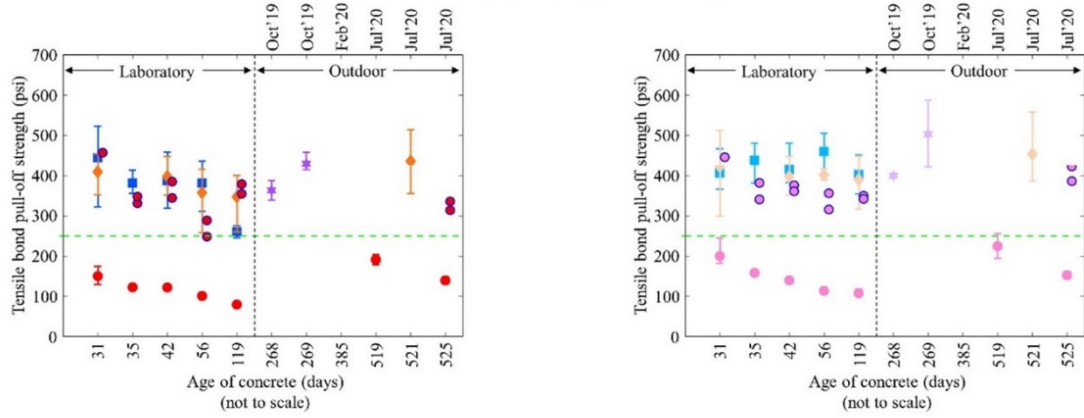 Oct'19
Oct'19
Feb'20
Jul'20
Jul'20
Jul'20
700
600
500
400
300
200
100
0
Tensile bond pull-off strength (psi)
Laboratory
Outdoor
31
35
42
56
119
268
269
385
519
521
525
Age of concrete (days)
(not to scale)
Oct'19
Oct'19
Feb'20
Jul'20
Jul'20
Jul'20
700
600
500
400
300
200
100
0
Tensile bond pull-off strength (psi)
Laboratory
Outdoor
31
35
42
56
119
268
269
385
519
521
525
Age of concrete (days)
(not to scale)